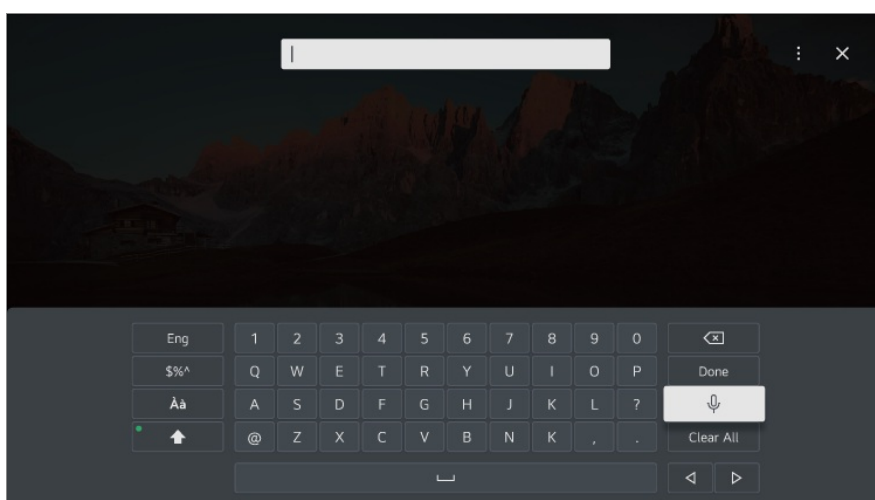 Eng 1 2 3 4 5 6 7 8 9 0
$%^ Q W E T R Y U I O P Done
Àà A S D F G H J K L ?
@ Z X C V B N K , . Clear All